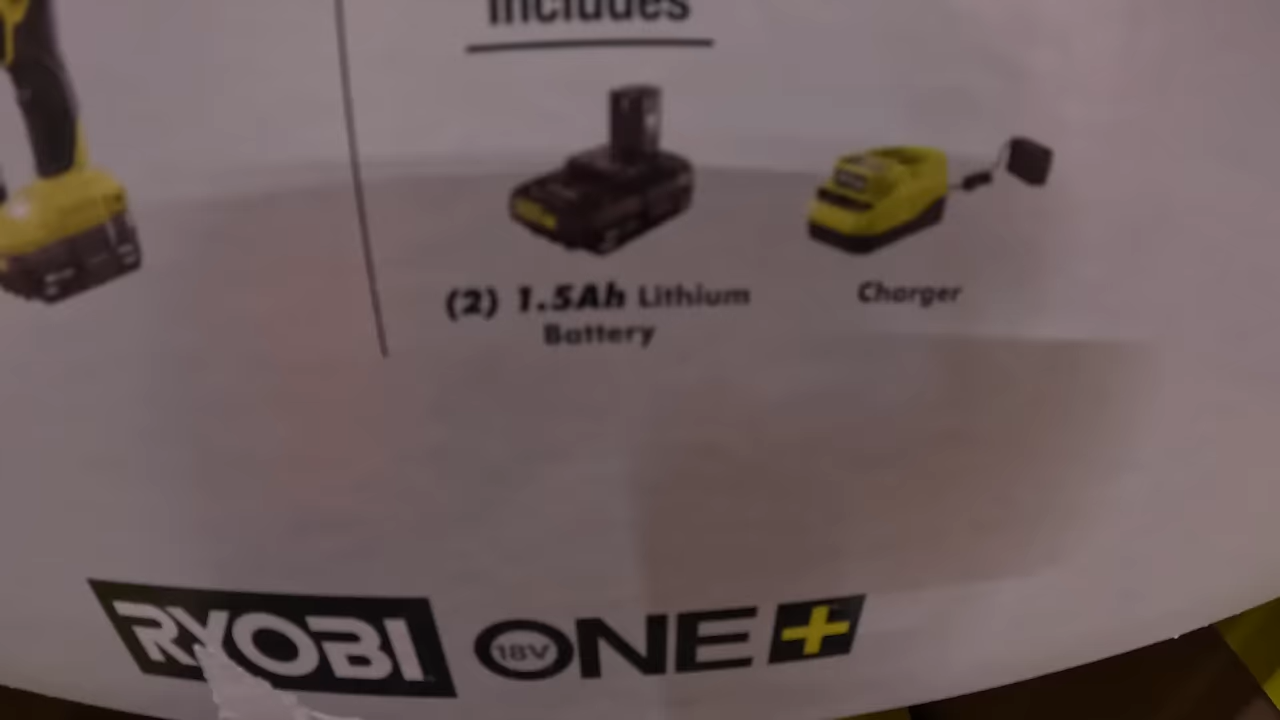 Includes
(2) 1.5Ah Lithium
Battery
Charger
RYOBI 18V ONE+